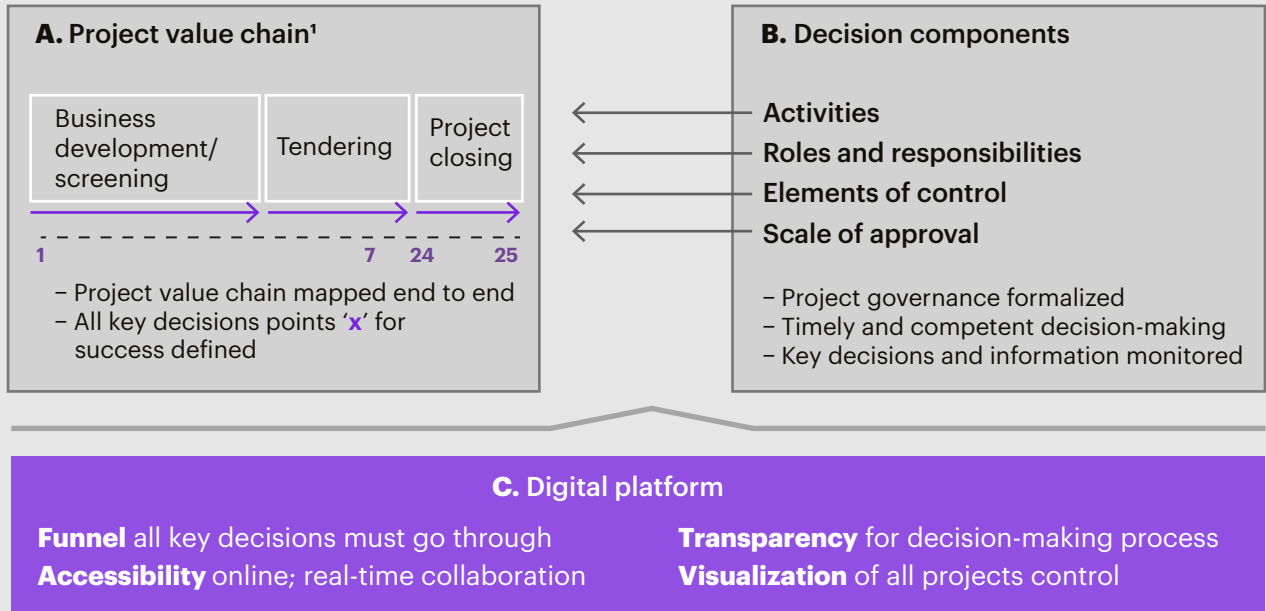 A. Project value chain¹
Business
development/
screening
Tendering
Project
closing
1
7
24
25
– Project value chain mapped end to end
– All key decisions points ‘x’ for
success defined
B. Decision components
Activities
Roles and responsibilities
Elements of control
Scale of approval
– Project governance formalized
– Timely and competent decision-making
– Key decisions and information monitored
C. Digital platform
Funnel all key decisions must go through
Accessibility online; real-time collaboration
Transparency for decision-making process
Visualization of all projects control